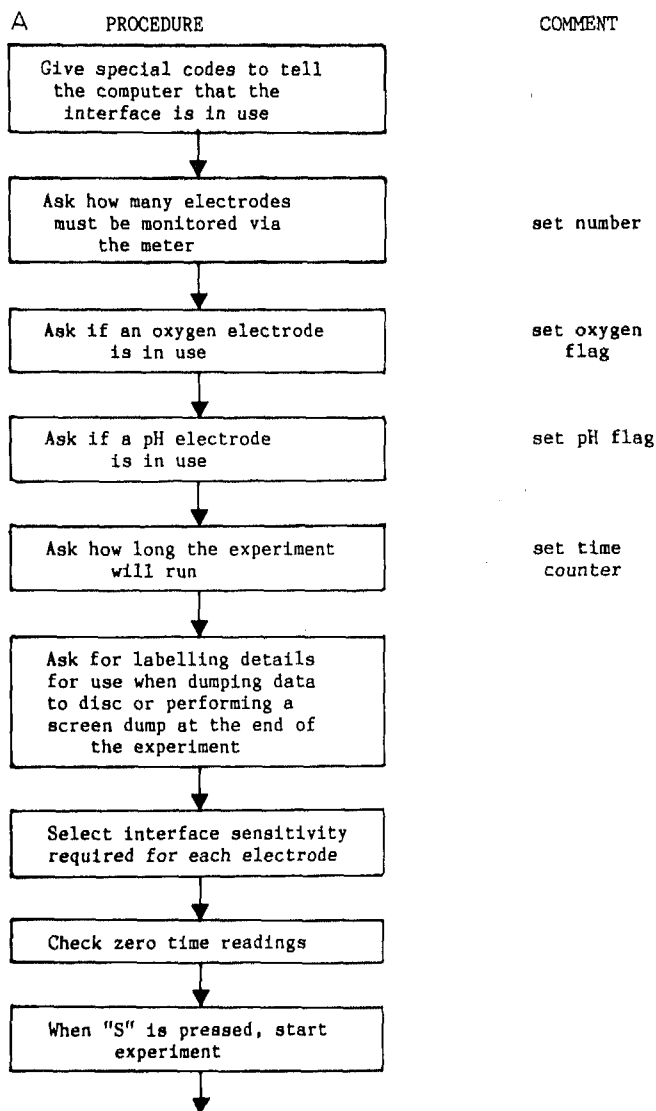 A PROCEDURE COMMENT
Give special codes to tell
the computer that the
interface is in use
Ask how many electrodes
must be monitored via
the meter
set number
Ask if an oxygen electrode
is in use
set oxygen
flag
Ask if a pH electrode
is in use
set pH flag
Ask how long the experiment
will run
set time
counter
Ask for labelling details
for use when dumping data
to disc or performing a
screen dump at the end of
the experiment
Select interface sensitivity
required for each electrode
Check zero time readings
When "S" is pressed, start
experiment